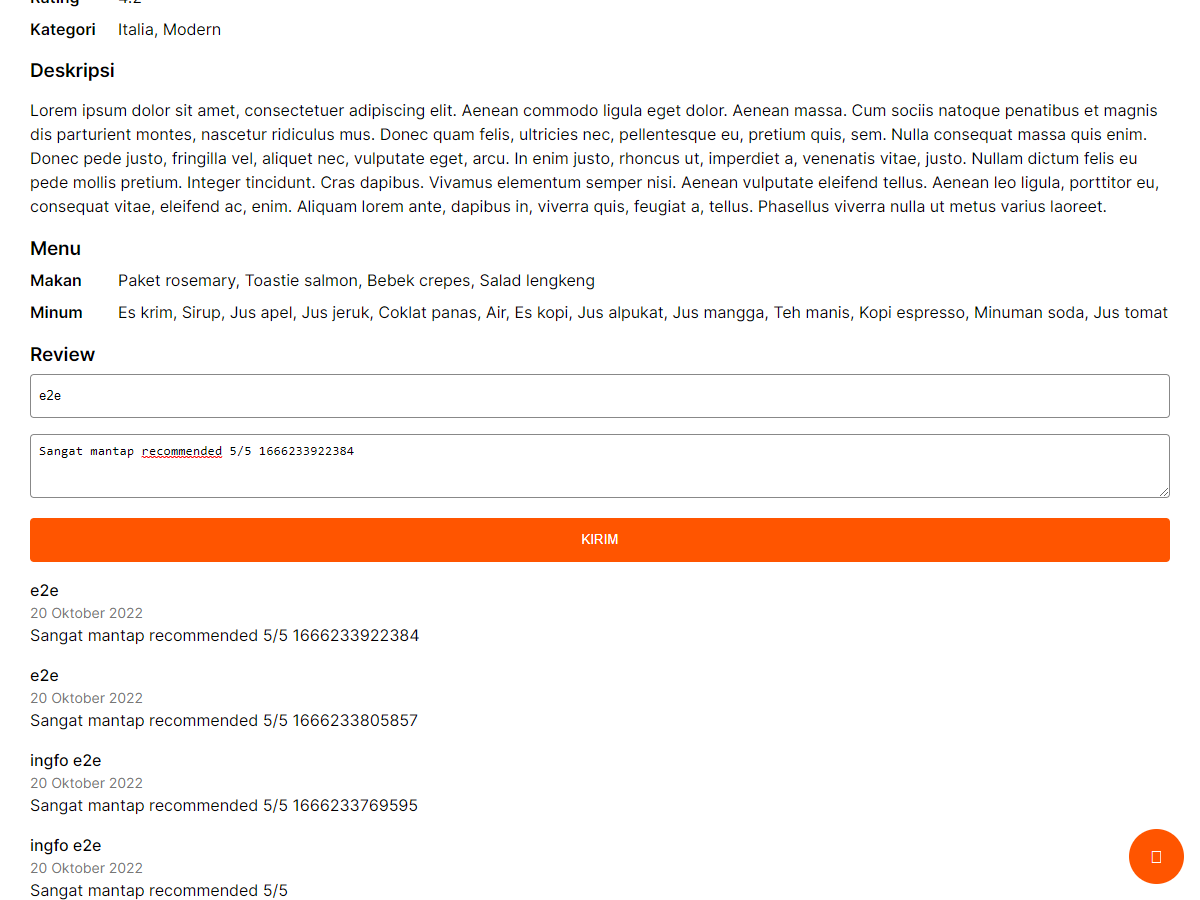 Rating 4.2
Kategori Italia, Modern
Deskripsi
Lorem ipsum dolor sit amet, consectetuer adipiscing elit. Aenean commodo ligula eget dolor. Aenean massa. Cum sociis natoque penatibus et magnis
dis parturient montes, nascetur ridiculus mus. Donec quam felis, ultricies nec, pellentesque eu, pretium quis, sem. Nulla consequat massa quis enim.
Donec pede justo, fringilla vel, aliquet nec, vulputate eget, arcu. In enim justo, rhoncus ut, imperdiet a, venenatis vitae, justo. Nullam dictum felis eu
pede mollis pretium. Integer tincidunt. Cras dapibus. Vivamus elementum semper nisi. Aenean vulputate eleifend tellus. Aenean leo ligula, porttitor eu,
consequat vitae, eleifend ac, enim. Aliquam lorem ante, dapibus in, viverra quis, feugiat a, tellus. Phasellus viverra nulla ut metus varius laoreet.
Menu
Makan Paket rosemary, Toastie salmon, Bebek crepes, Salad lengkeng
Minum Es krim, Sirup, Jus apel, Jus jeruk, Coklat panas, Air, Es kopi, Jus alpukat, Jus mangga, Teh manis, Kopi espresso, Minuman soda, Jus tomat
Review
e2e
Sangat mantap recommended 5/5 1666233922384
KIRIM
e2e
20 Oktober 2022
Sangat mantap recommended 5/5 1666233922384
e2e
20 Oktober 2022
Sangat mantap recommended 5/5 1666233805857
ingfo e2e
20 Oktober 2022
Sangat mantap recommended 5/5 1666233769595
ingfo e2e
20 Oktober 2022
Sangat mantap recommended 5/5